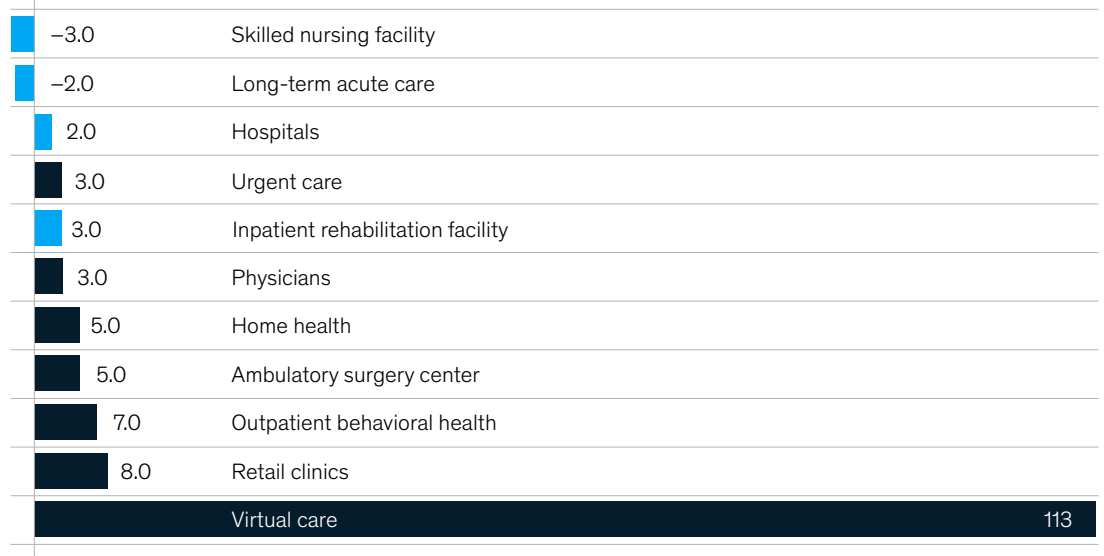 –3.0 Skilled nursing facility
–2.0 Long-term acute care
2.0 Hospitals
3.0 Urgent care
3.0 Inpatient rehabilitation facility
3.0 Physicians
5.0 Home health
5.0 Ambulatory surgery center
7.0 Outpatient behavioral health
8.0 Retail clinics
Virtual care 113